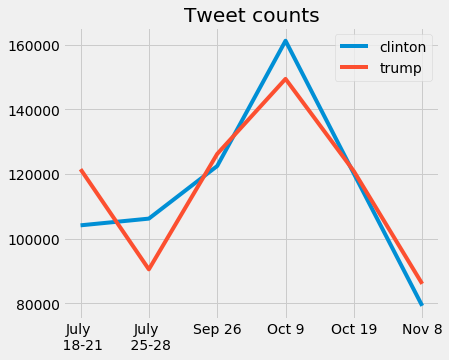 Tweet counts
clinton
trump
160000
140000
120000
100000
80000
July
18-21
July
25-28
Sep 26
Oct 9
Oct 19
Nov 8